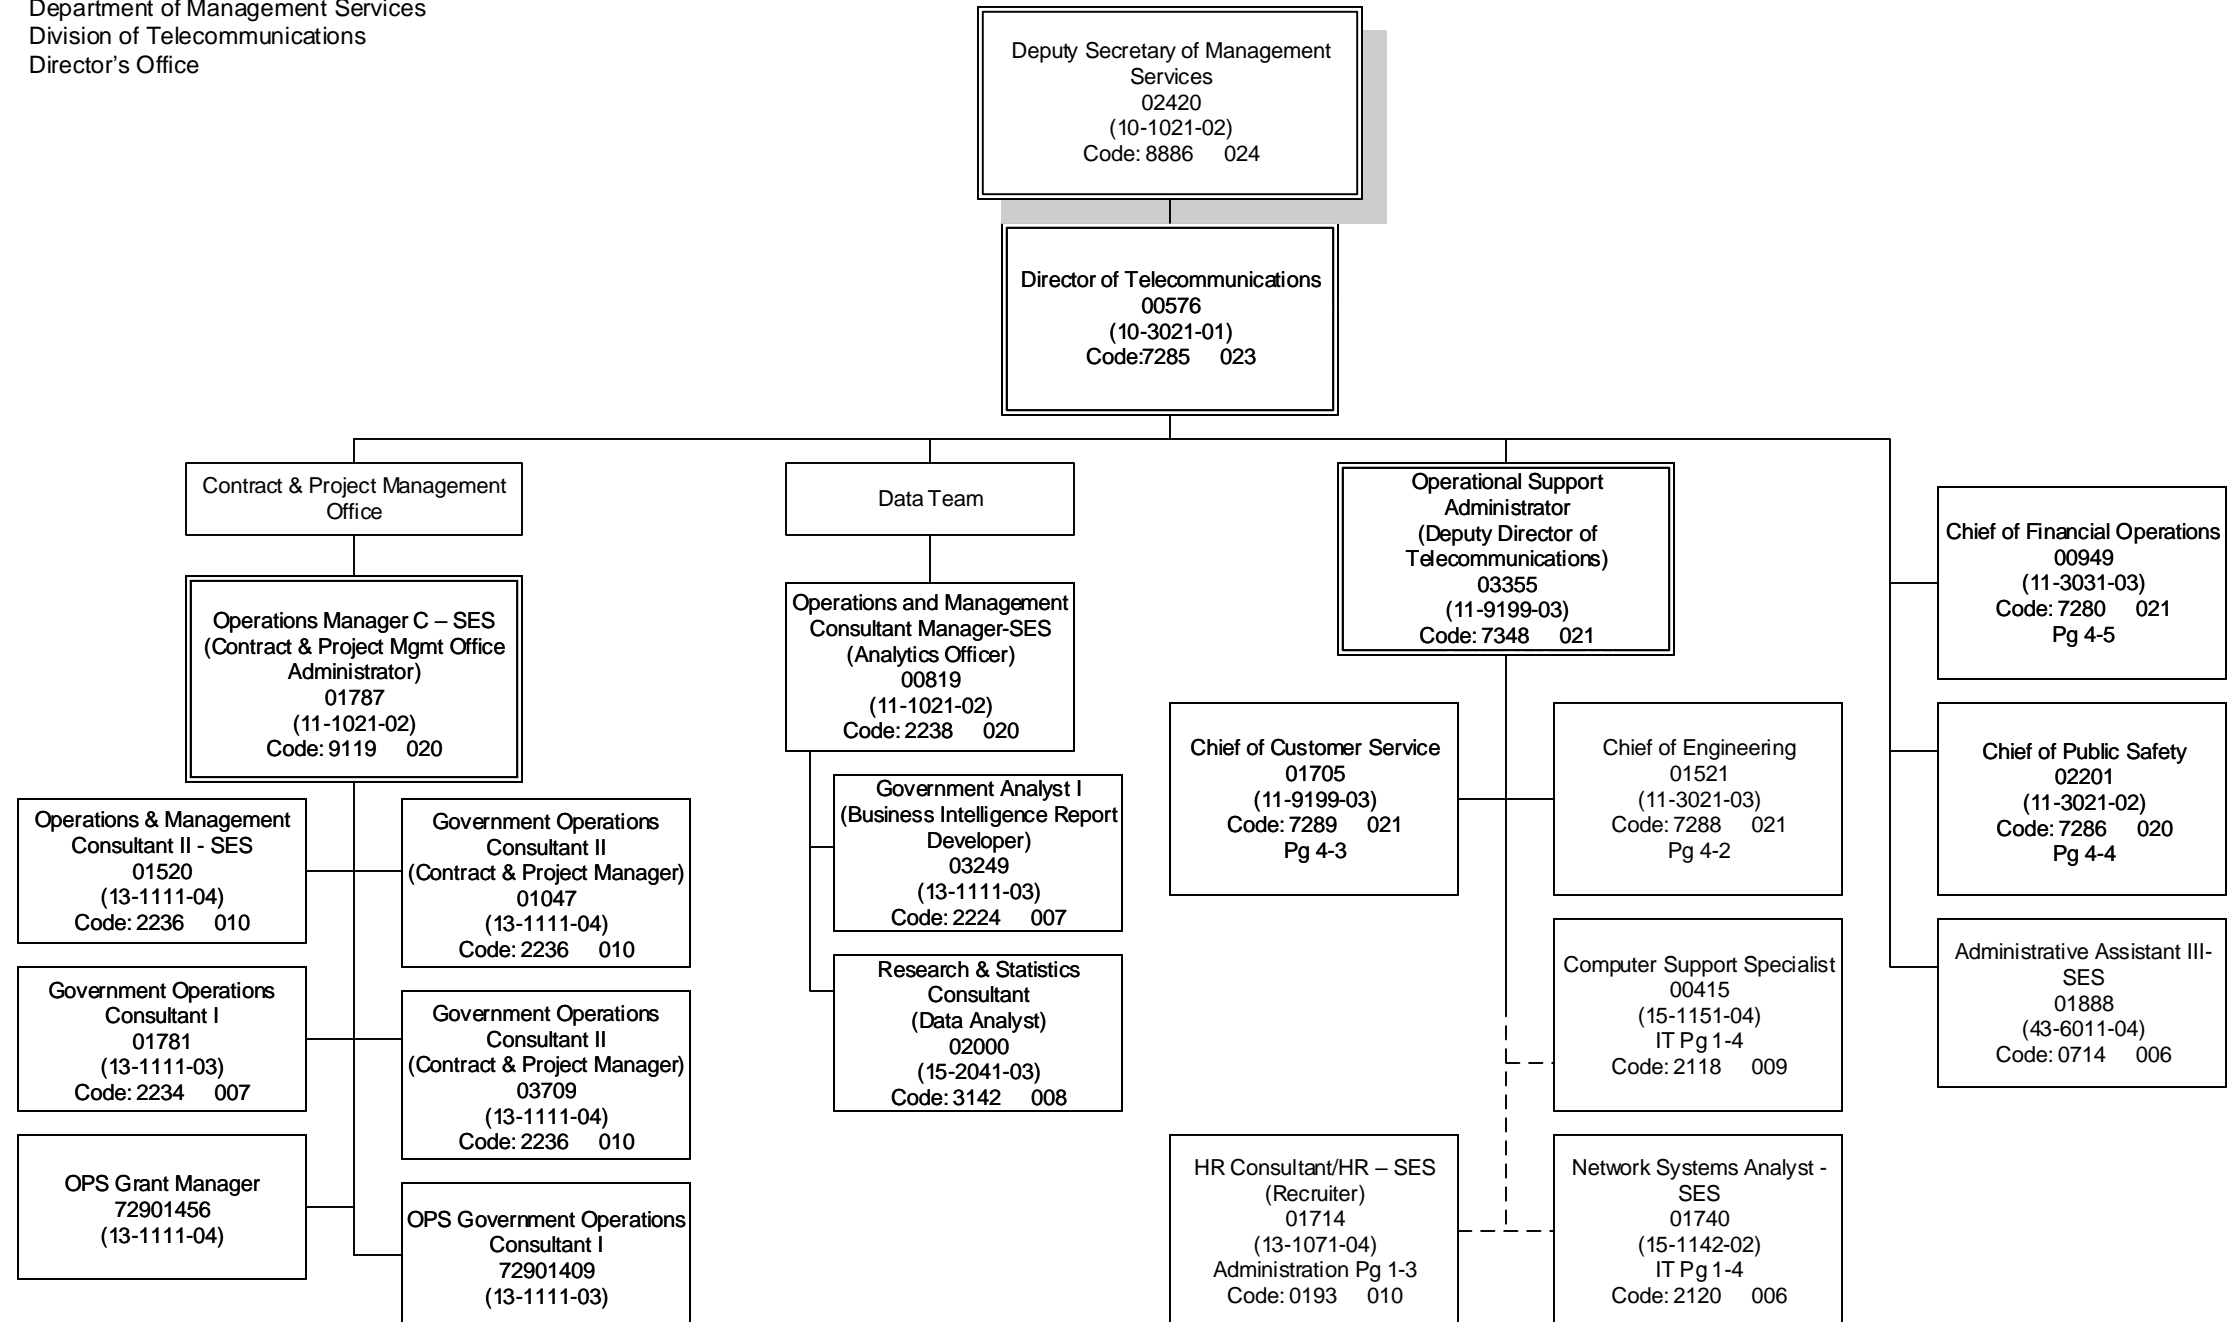 Department of Management Services
Division of Telecommunications
Director's Office
Deputy Secretary of Management
Services
02420
(10-1021-02)
Code: 8886 024
Director of Telecommunications
00576
(10-3021-01)
Code:7285 023
Contract & Project Management
Office
Operations Manager C – SES
(Contract & Project Mgmt Office
Administrator)
01787
(11-1021-02)
Code: 9119 020
Operations & Management
Consultant II - SES
01520
(13-1111-04)
Code: 2236 010
Government Operations
Consultant II
(Contract & Project Manager)
01047
(13-1111-04)
Code: 2236 010
Government Operations
Consultant I
01781
(13-1111-03)
Code: 2234 007
Government Operations
Consultant II
(Contract & Project Manager)
03709
(13-1111-04)
Code: 2236 010
OPS Grant Manager
72901456
(13-1111-04)
OPS Government Operations
Consultant I
72901409
(13-1111-03)
Data Team
Operations and Management
Consultant Manager-SES
(Analytics Officer)
00819
(11-1021-02)
Code: 2238 020
Government Analyst I
(Business Intelligence Report
Developer)
03249
(13-1111-03)
Code: 2224 007
Research & Statistics
Consultant
(Data Analyst)
02000
(15-2041-03)
Code: 3142 008
Operational Support
Administrator
(Deputy Director of
Telecommunications)
03355
(11-9199-03)
Code: 7348 021
Chief of Customer Service
01705
(11-9199-03)
Code: 7289 021
Pg 4-3
Chief of Engineering
01521
(11-3021-03)
Code: 7288 021
Pg 4-2
Computer Support Specialist
00415
(15-1151-04)
IT Pg 1-4
Code: 2118 009
HR Consultant/HR – SES
(Recruiter)
01714
(13-1071-04)
Administration Pg 1-3
Code: 0193 010
Network Systems Analyst -
SES
01740
(15-1142-02)
IT Pg 1-4
Code: 2120 006
Chief of Financial Operations
00949
(11-3031-03)
Code: 7280 021
Pg 4-5
Chief of Public Safety
02201
(11-3021-02)
Code: 7286 020
Pg 4-4
Administrative Assistant III-
SES
01888
(43-6011-04)
Code: 0714 006